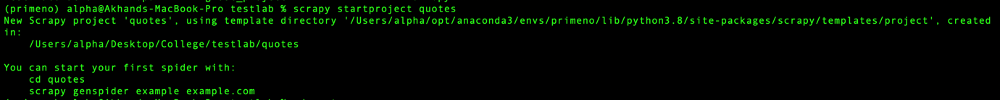 (primeno) alpha@Akhands-MacBook-Pro testlab % scrapy startproject quotes
New Scrapy project 'quotes', using template directory '/Users/alpha/opt/anaconda3/envs/primeno/lib/python3.8/site-packages/scrapy/templates/project', created
in:
    /Users/alpha/Desktop/College/testlab/quotes

You can start your first spider with:
    cd quotes
    scrapy genspider example example.com